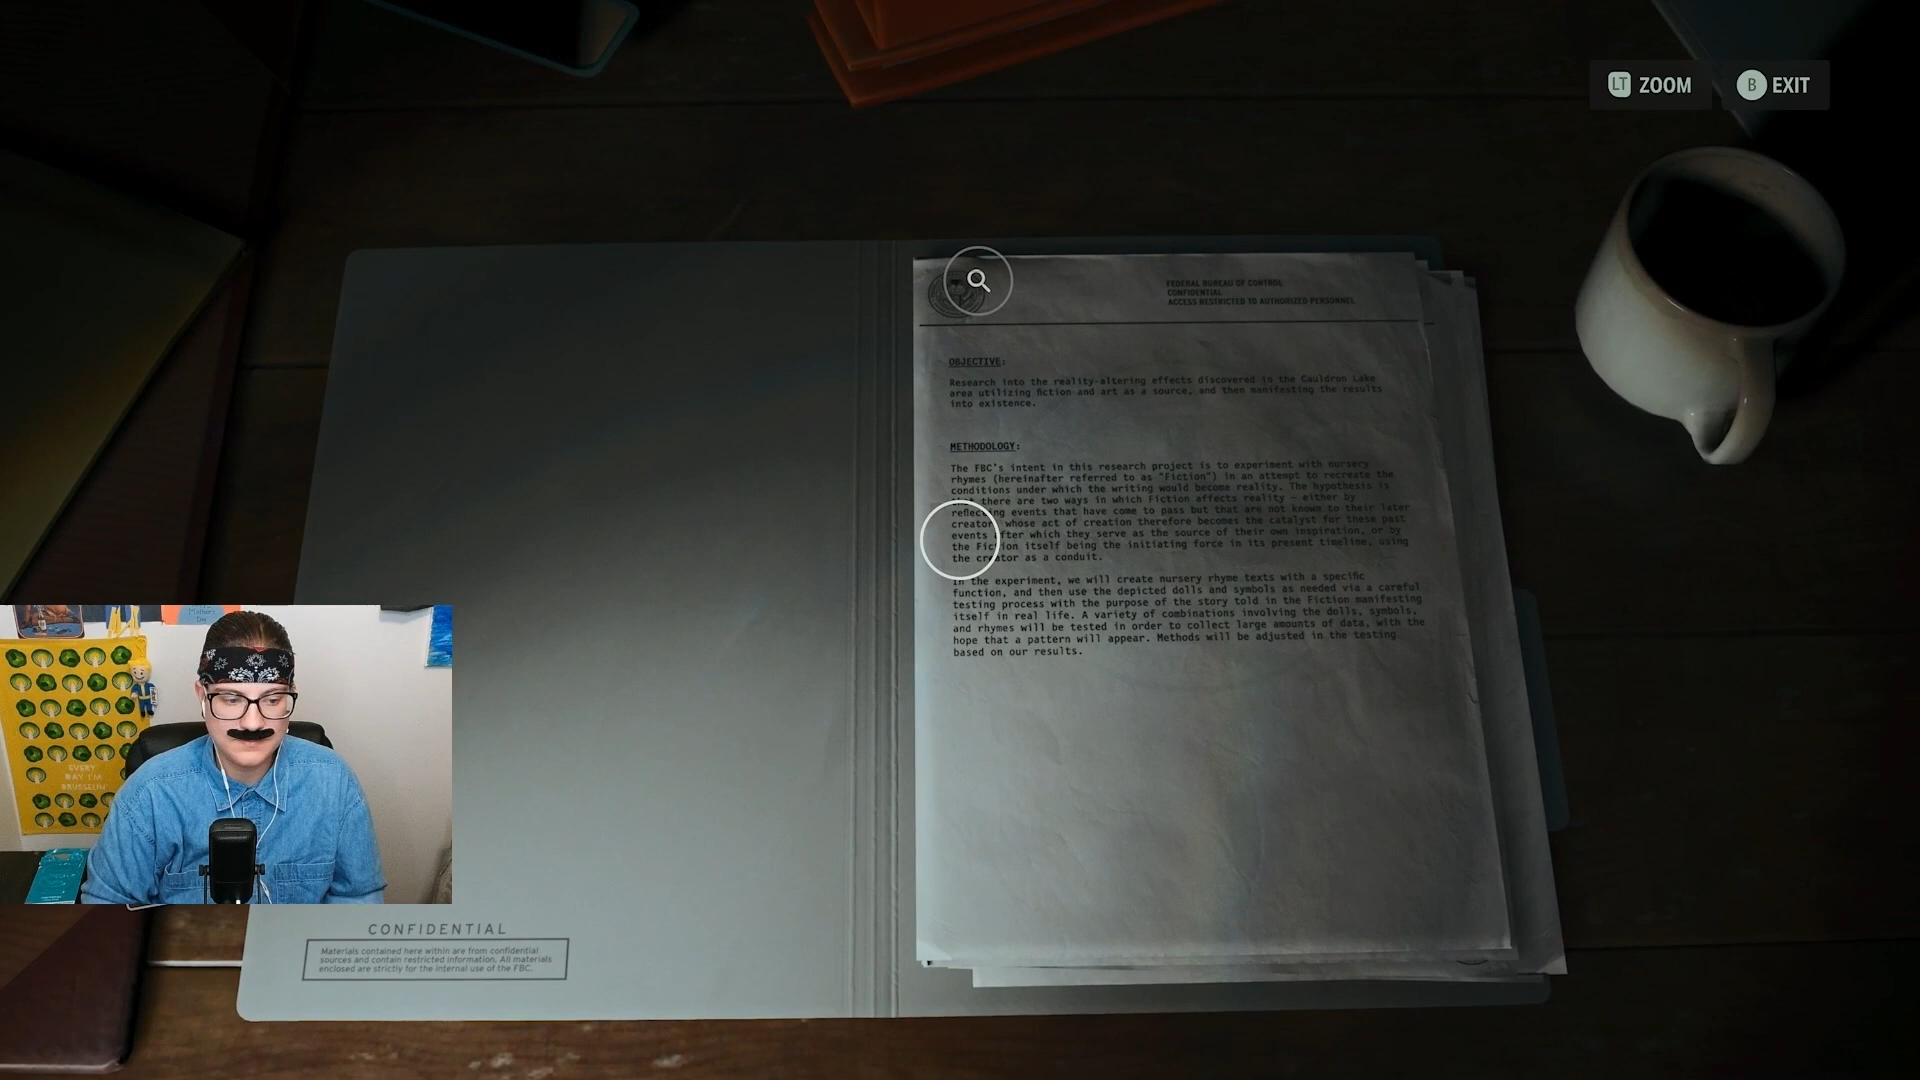 LT ZOOM
B EXIT
FEDERAL BUREAU OF CONTROL
CONFIDENTIAL
ACCESS RESTRICTED TO AUTHORIZED PERSONNEL
OBJECTIVE:
Research into the reality-altering effects discovered in the Cauldron Lake
area utilizing fiction and art as a source, and then manifesting the results
into existence.
METHODOLOGY:
The FBC's intent in this research project is to experiment with nursery
rhymes (hereinafter referred to as "Fiction") in an attempt to recreate the
conditions under which the writing would become reality. The hypothesis is
there are two ways in which Fiction affects reality – either by
reflecting events that have come to pass but that are not known to their later
creator, whose act of creation therefore becomes the catalyst for these past
events after which they serve as the source of their own inspiration, or by
the Fiction itself being the initiating force in its present timeline, using
the creator as a conduit.
In the experiment, we will create nursery rhyme texts with a specific
function, and then use the depicted dolls and symbols as needed via a careful
testing process with the purpose of the story told in the Fiction manifesting
itself in real life. A variety of combinations involving the dolls, symbols,
and rhymes will be tested in order to collect large amounts of data, with the
hope that a pattern will appear. Methods will be adjusted in the testing
based on our results.
EVERY
DAY I'M
BRUSSELIN'
CONFIDENTIAL
Materials contained here within are from confidential
sources and contain restricted information. All materials
enclosed are strictly for the internal use of the FBC.